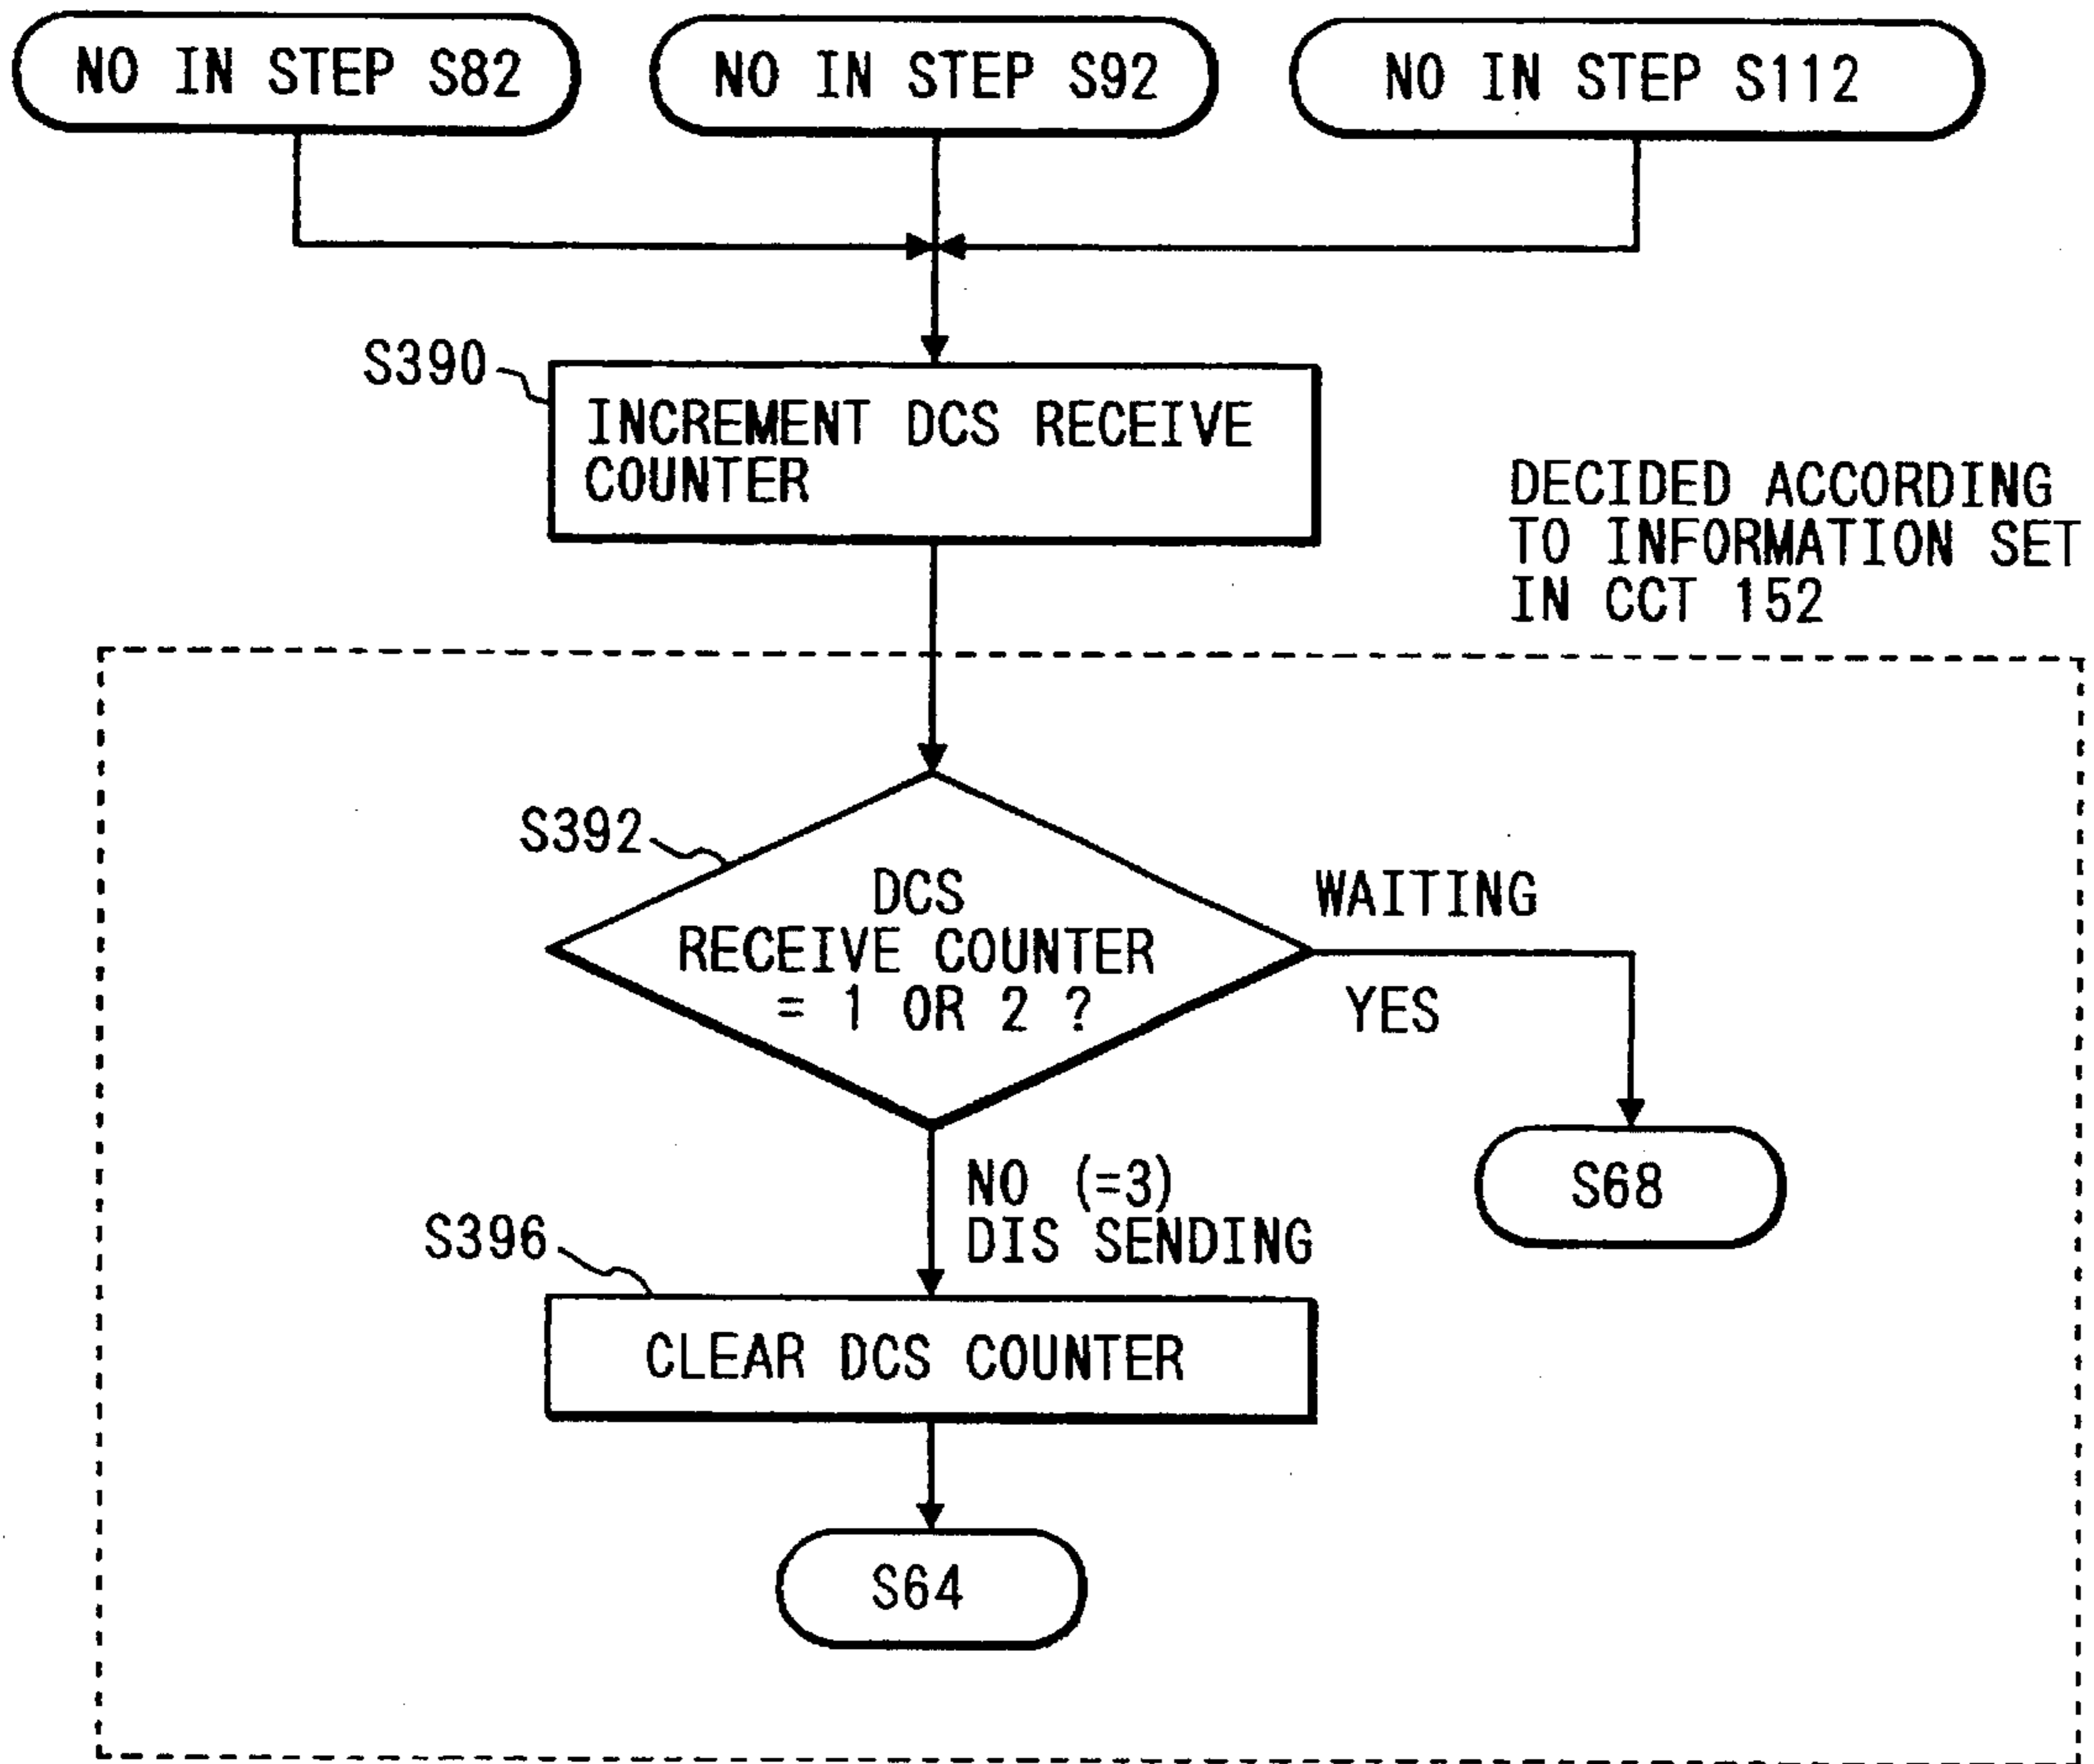 NO IN STEP S82
NO IN STEP S92
NO IN STEP S112
S390
INCREMENT DCS RECEIVE
COUNTER
DECIDED ACCORDING
TO INFORMATION SET
IN CCT 152
S392
DCS
RECEIVE COUNTER
= 1 OR 2 ?
WAITING
YES
S68
NO (=3)
DIS SENDING
S396
CLEAR DCS COUNTER
S64